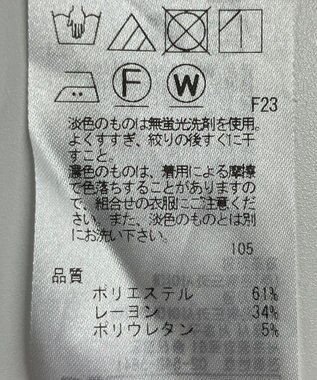 F
W
F23
淡色のものは無蛍光洗剤を使用。
よくすすぎ、絞りの後すぐに干
すこと。
濃色のものは、着用による摩擦
で色落ちすることがありますの
で、組合せの衣服にご注意くだ
さい。また、淡色のものとは別
にお洗い下さい。
105
品質
ポリエステル 61%
レーヨン 34%
ポリウレタン 5%